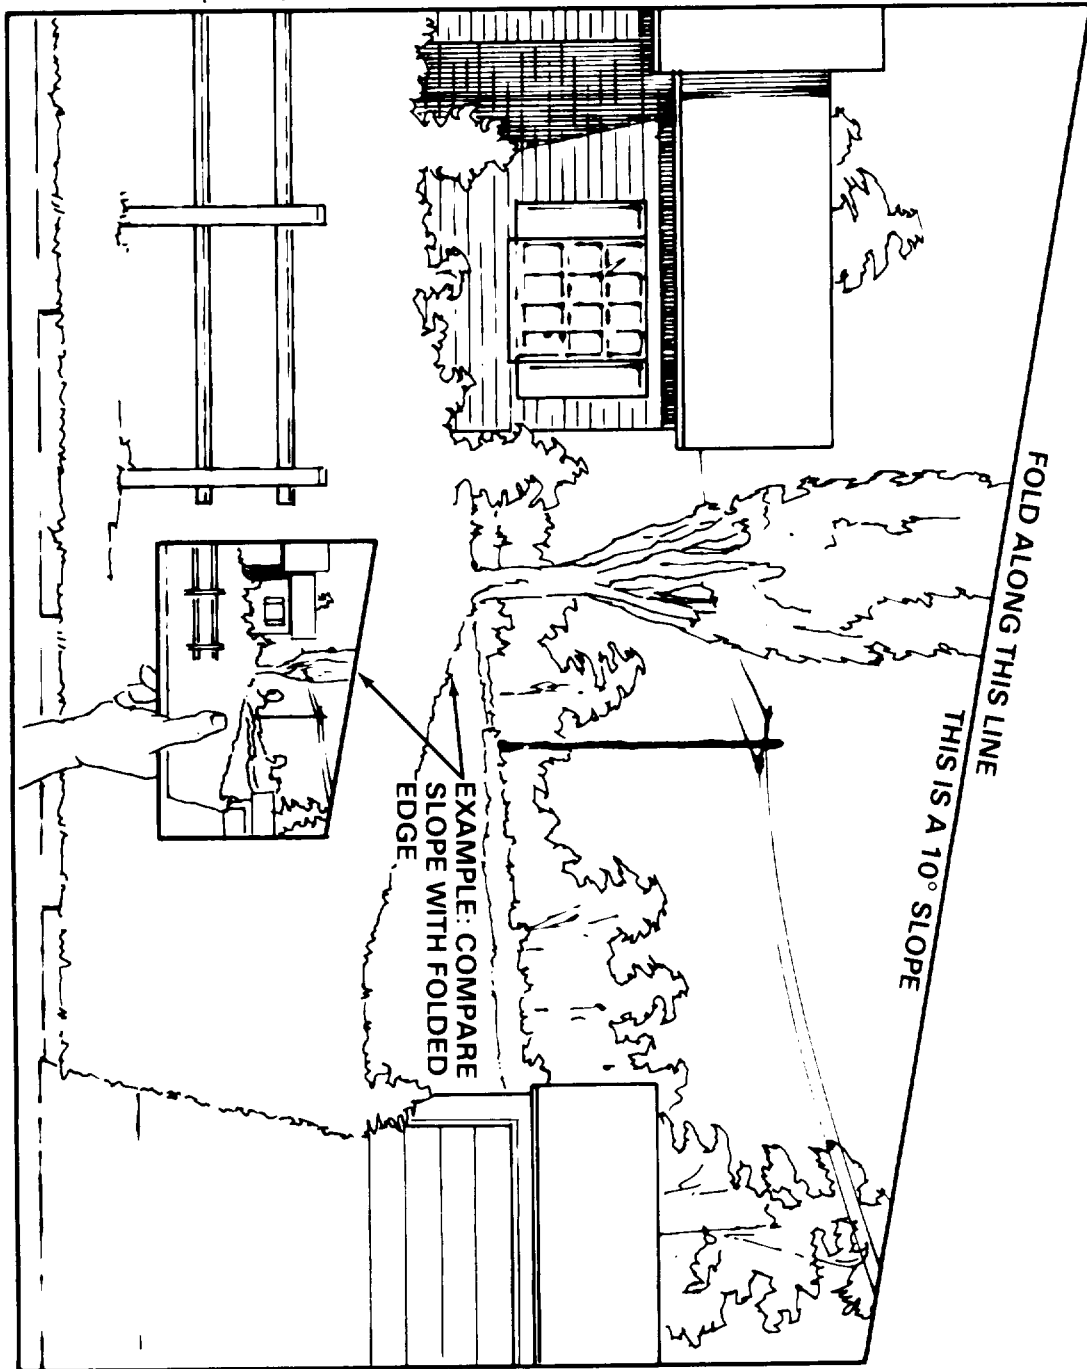 FOLD ALONG THIS LINE
THIS IS A 10° SLOPE
EXAMPLE: COMPARE
SLOPE WITH FOLDED
EDGE